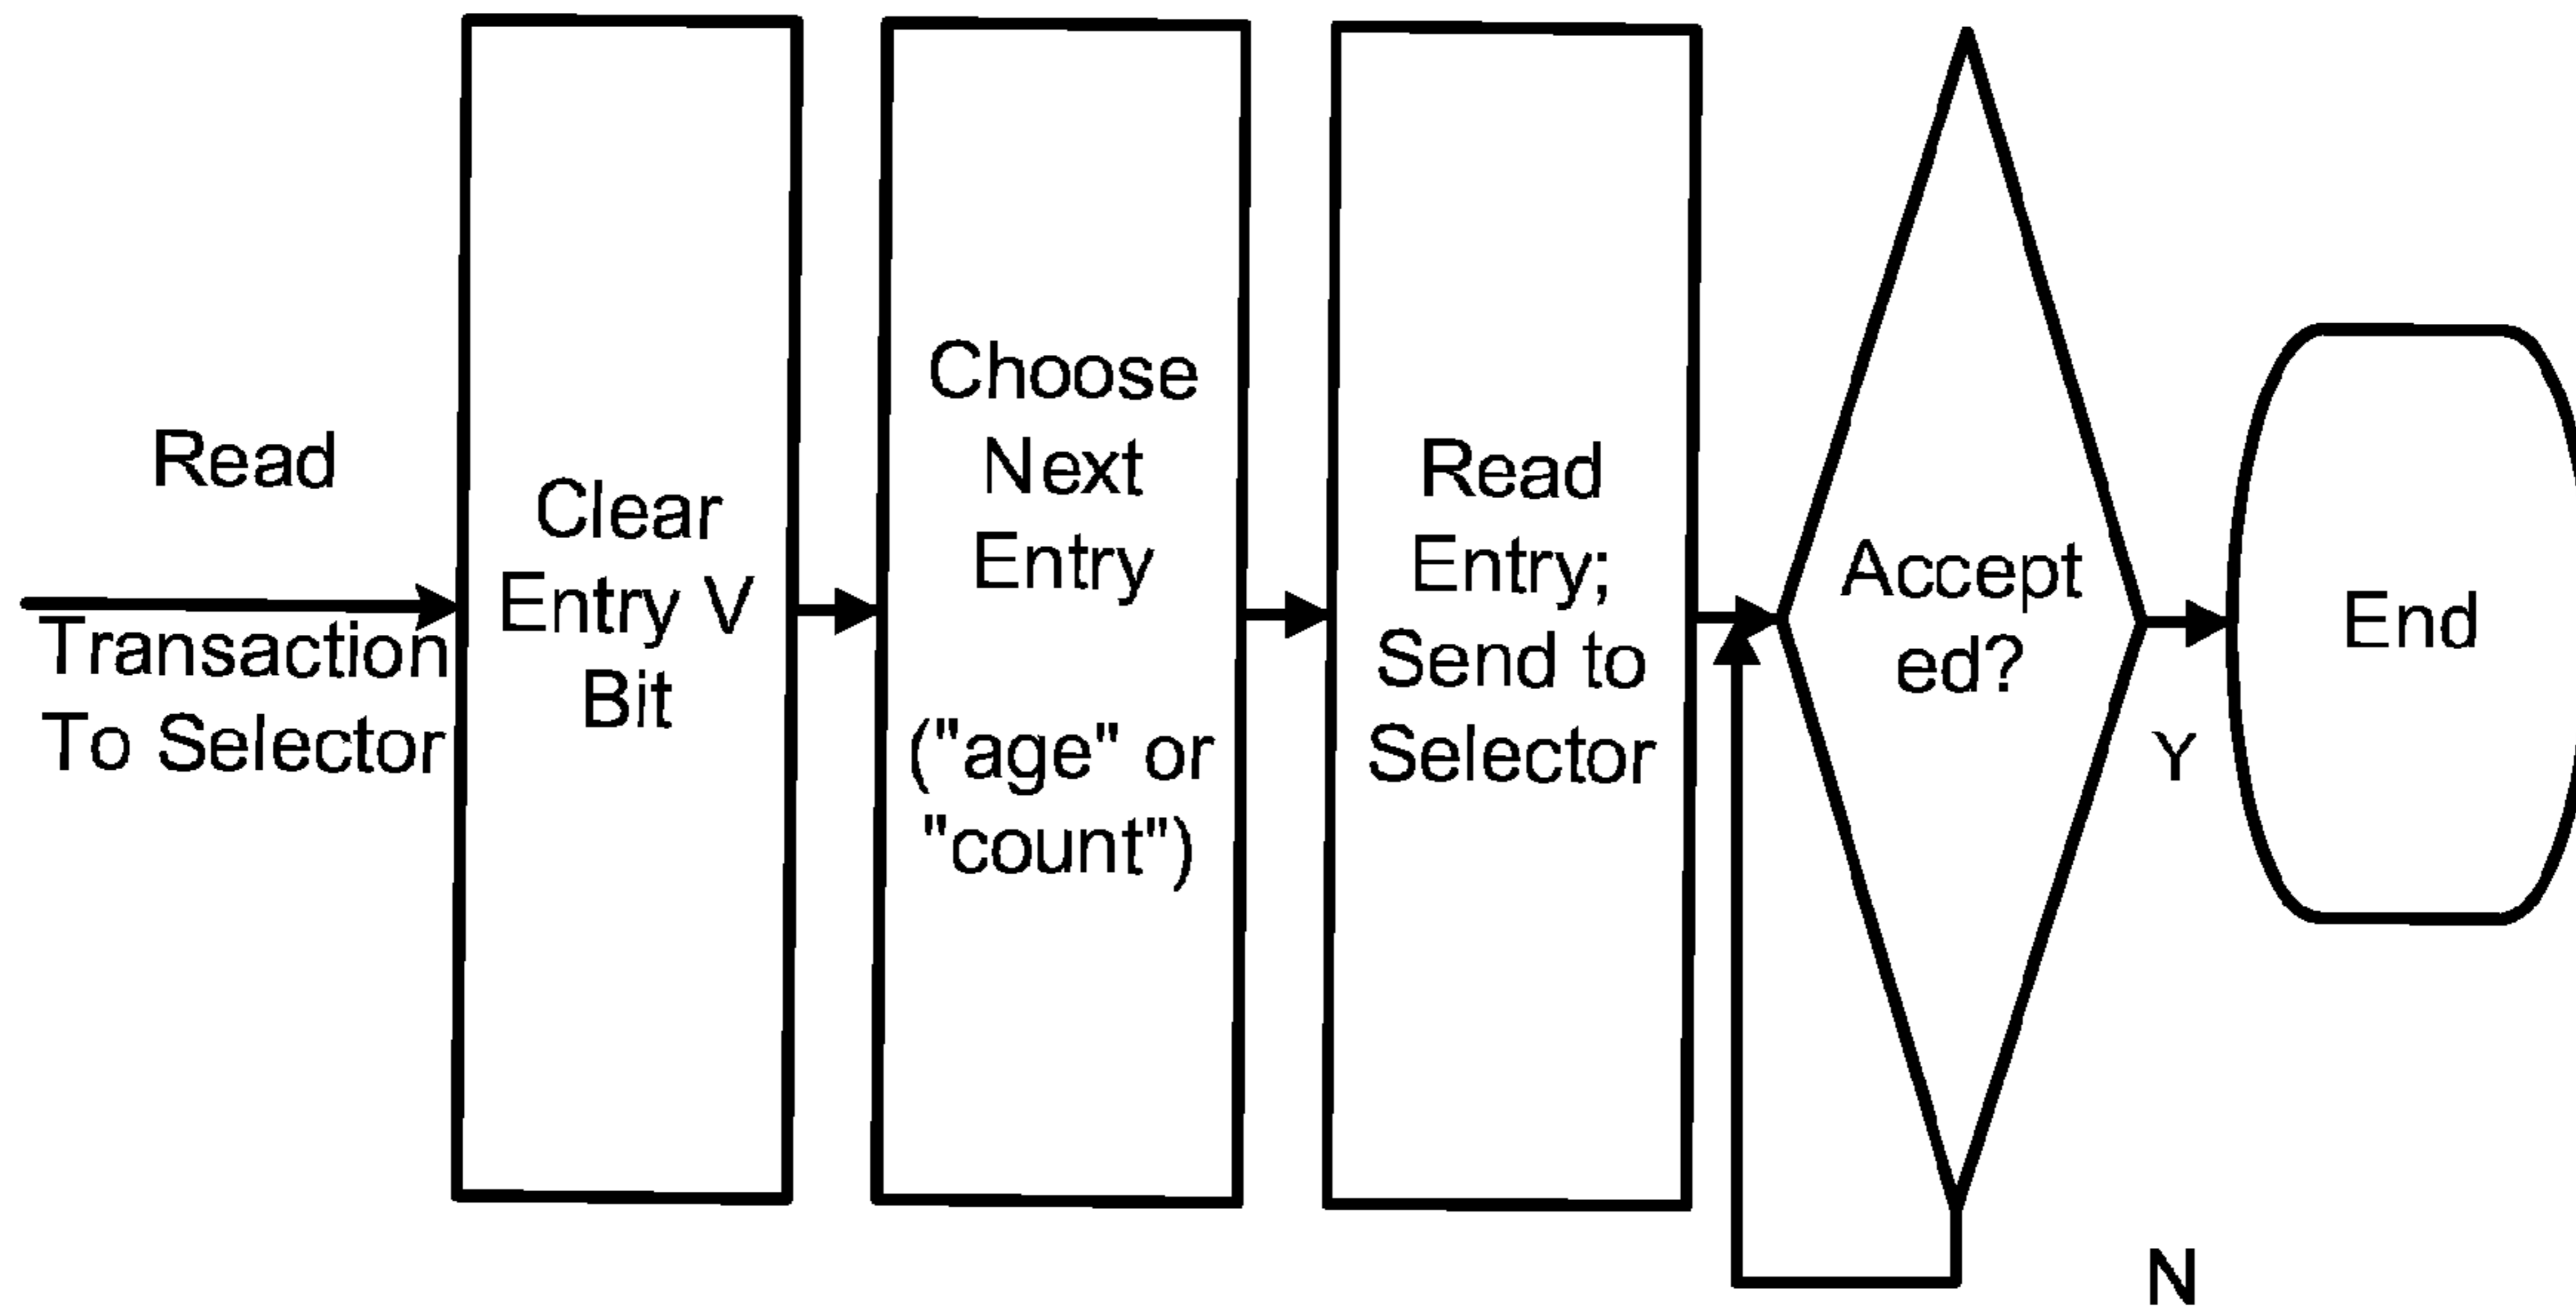 Read
Transaction
To Selector
Clear
Entry V
Bit
Choose
Next
Entry
("age" or
"count")
Read
Entry;
Send to
Selector
Accept
ed?
Y
N
End